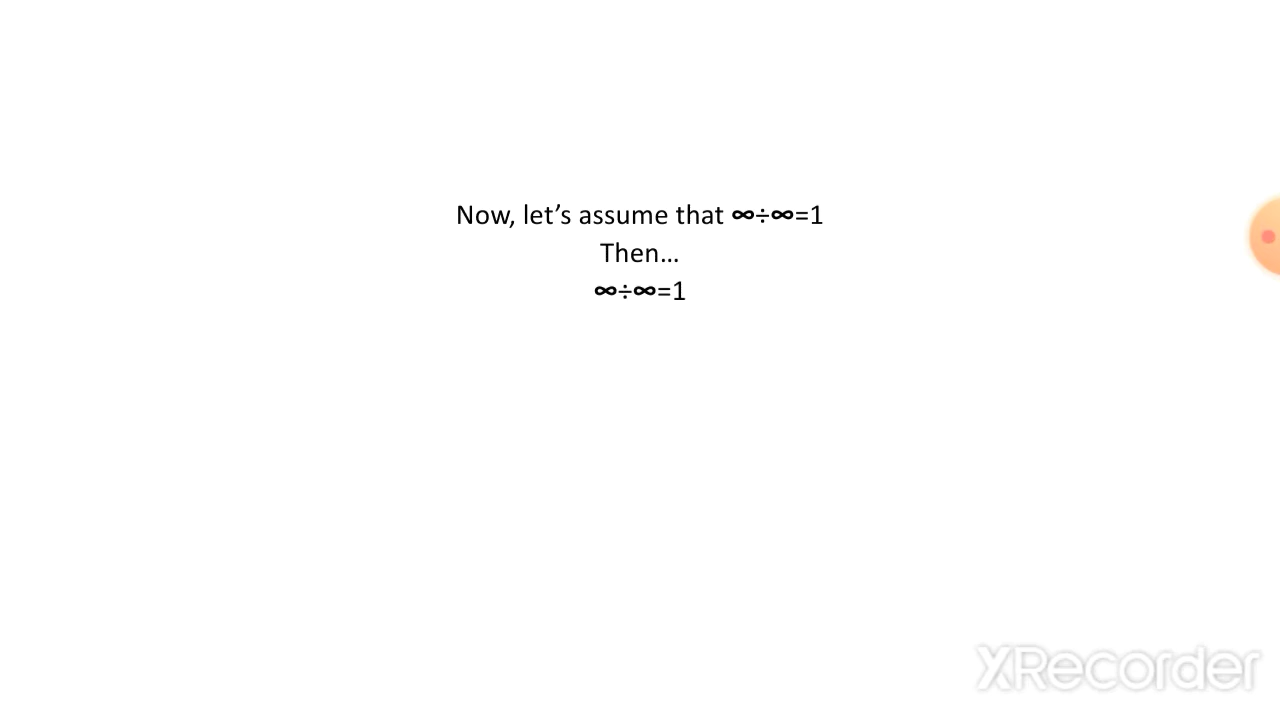 Now, let’s assume that ∞÷∞=1
Then…
∞÷∞=1
XRecorder